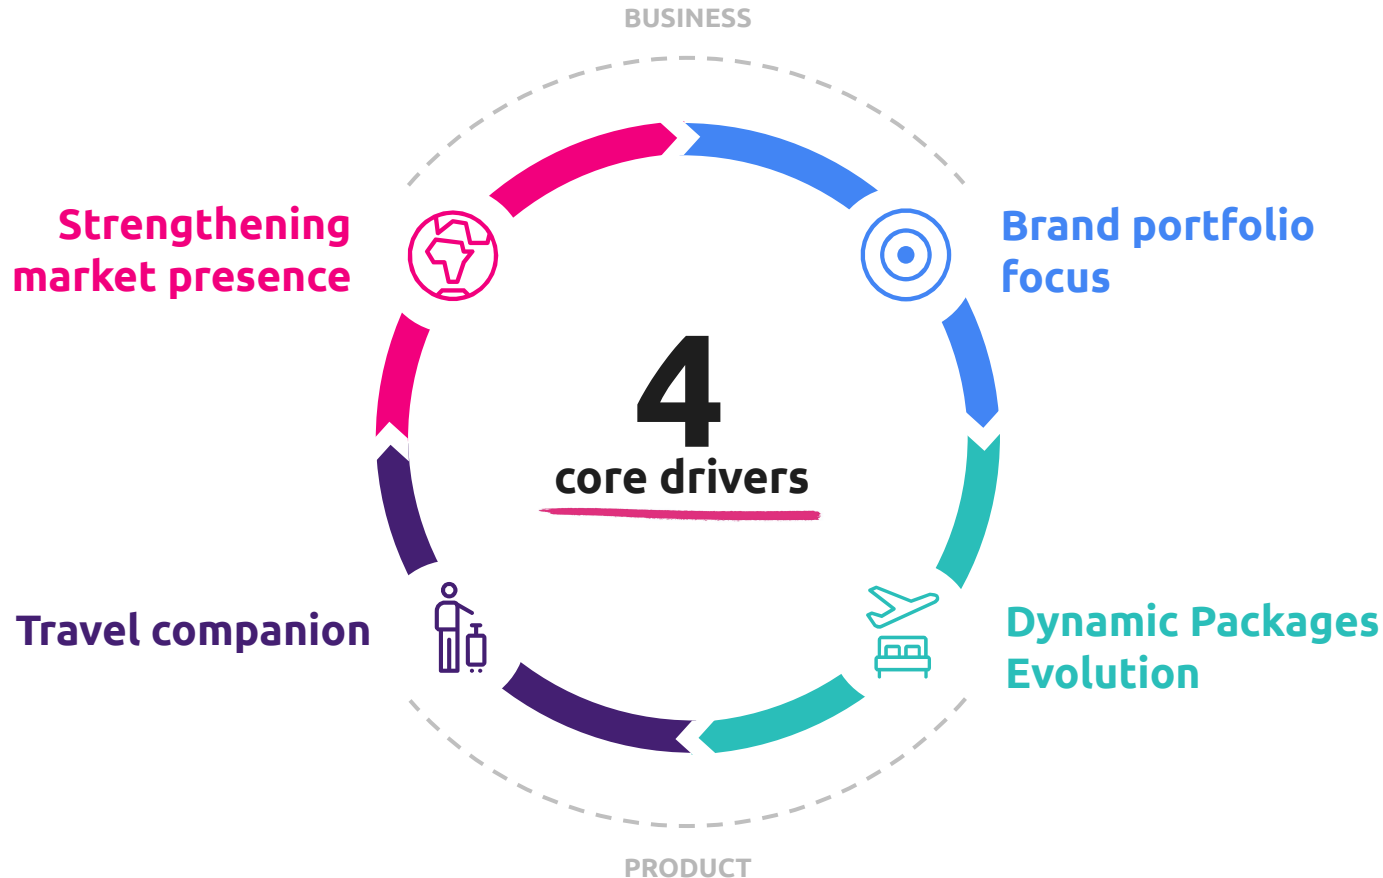 BUSINESS
Strengthening
market presence
Brand portfolio
focus
4
core drivers
Travel companion
Dynamic Packages
Evolution
PRODUCT